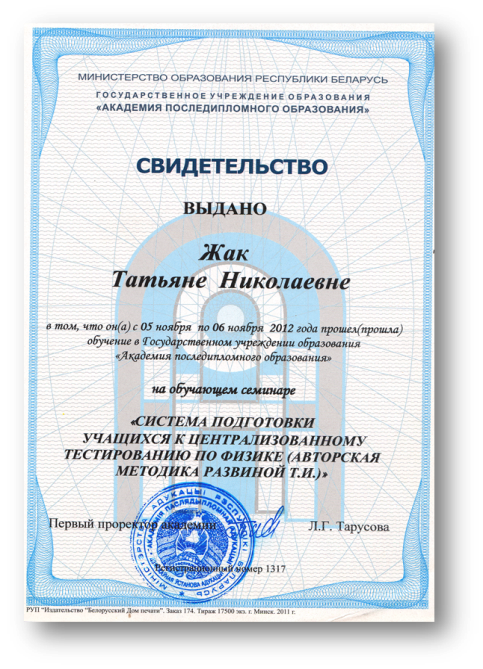 МИНИСТЕРСТВО ОБРАЗОВАНИЯ РЕСПУБЛИКИ БЕЛАРУСЬ
ГОСУДАРСТВЕННОЕ УЧРЕЖДЕНИЕ ОБРАЗОВАНИЯ
«АКАДЕМИЯ ПОСЛЕДИПЛОМНОГО ОБРАЗОВАНИЯ»
СВИДЕТЕЛЬСТВО
ВЫДАНО
Жак
Татьяне Николаевне
в том, что он(а) с 05 ноября по 06 ноября 2012 года прошел(прошла)
обучение в Государственном учреждении образования
«Академия последипломного образования»
на обучающем семинаре
«СИСТЕМА ПОДГОТОВКИ
УЧАЩИХСЯ К ЦЕНТРАЛИЗОВАННОМУ
ТЕСТИРОВАНИЮ ПО ФИЗИКЕ (АВТОРСКАЯ
МЕТОДИКА РАЗВИНОЙ Т.И.)»
Первый проректор академии Л.Г. Тарусова
Регистрационный номер 1317
РУП "Издательство "Белорусский Дом печати". Заказ 174. Тираж 17500 экз. г. Минск. 2011 г.